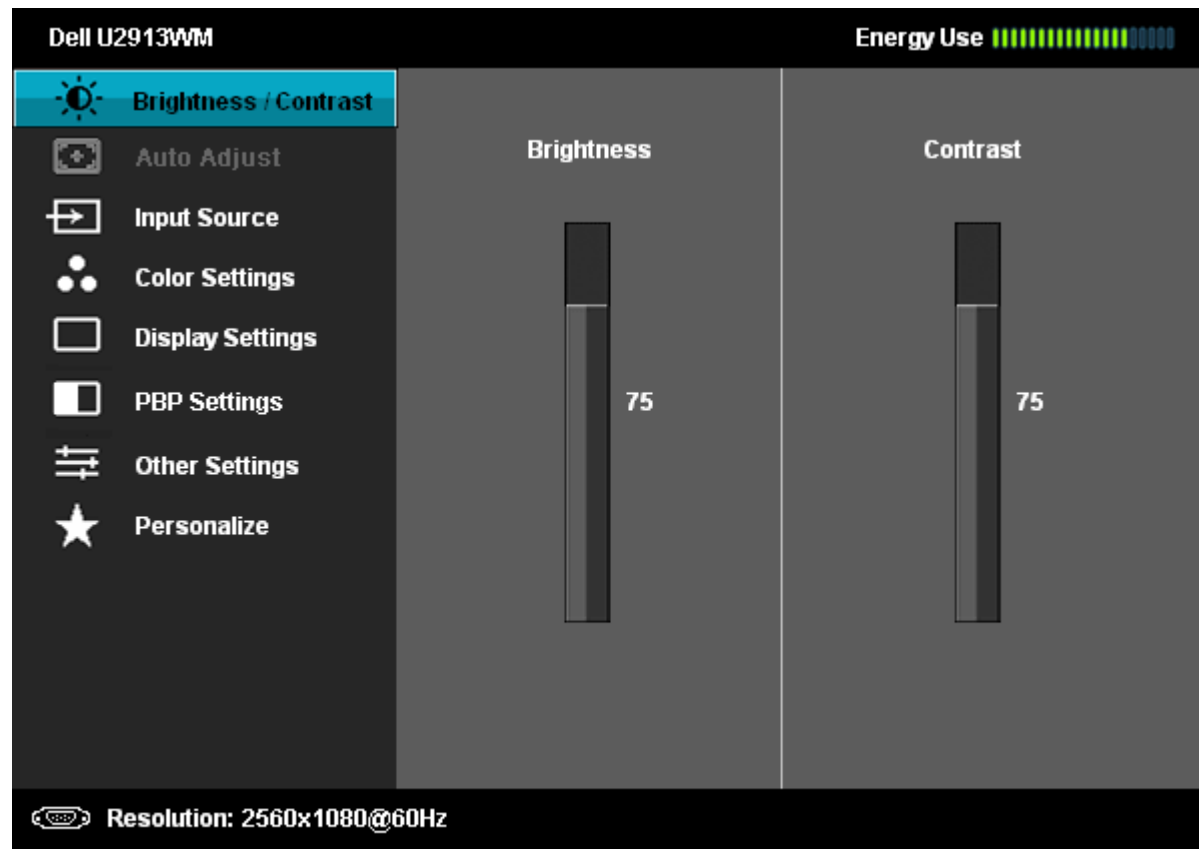 Dell U2913WM
Energy Use
Brightness / Contrast
Auto Adjust
Input Source
Color Settings
Display Settings
PBP Settings
Other Settings
Personalize
Brightness
75
Contrast
75
Resolution: 2560x1080@60Hz